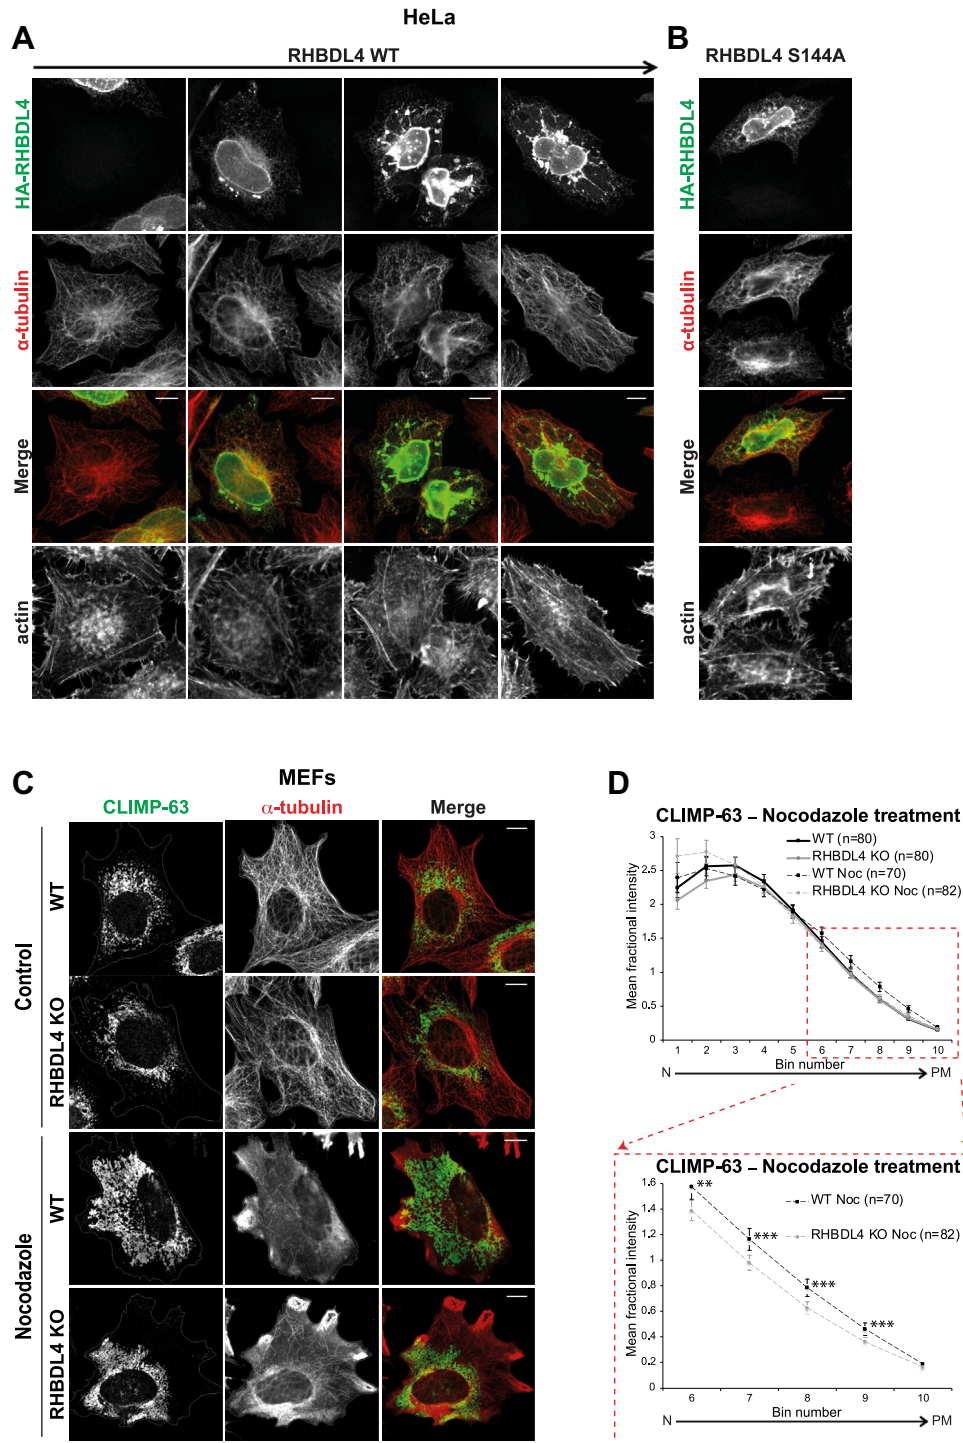 HeLa
A
B
RHBDL4 WT
RHBDL4 S144A
HA-RHBDL4
HA-RHBDL4
α-tubulin
α-tubulin
Merge
Merge
actin
actin
C
MEFs
CLIMP-63
α-tubulin
Merge
Control
WT
RHBDL4 KO
Nocodazole
WT
RHBDL4 KO
D
CLIMP-63 – Nocodazole treatment
WT (n=80)
RHBDL4 KO (n=80)
WT Noc (n=70)
RHBDL4 KO Noc (n=82)
Mean fractional intensity
3
2.5
2
1.5
1
0.5
0
1 2 3 4 5 6 7 8 9 10
Bin number
N
PM
CLIMP-63 – Nocodazole treatment
WT Noc (n=70)
RHBDL4 KO Noc (n=82)
**
***
***
***
Mean fractional intensity
1.6
1.4
1.2
1.0
0.8
0.6
0.4
0.2
0
6 7 8 9 10
Bin number
N
PM